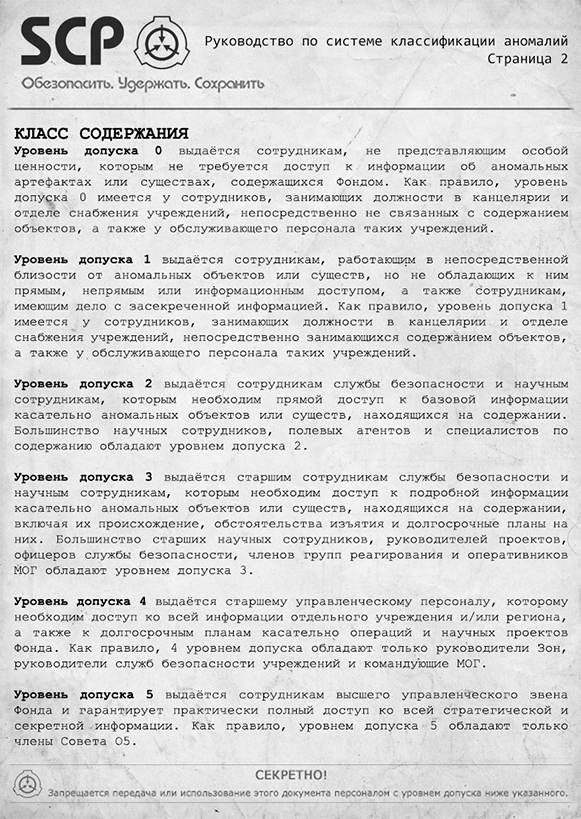 SCP
Руководство по системе классификации аномалий
Страница 2
Обезопасить. Удержать. Сохранить
КЛАСС СОДЕРЖАНИЯ
Уровень допуска 0 выдаётся сотрудникам, не представляющим особой
ценности, которым не требуется доступ к информации об аномальных
артефактах или существах, содержащихся Фондом. Как правило, уровень
допуска 0 имеется у сотрудников, занимающих должности в канцелярии и
отделе снабжения учреждений, непосредственно не связанных с содержанием
объектов, а также у обслуживающего персонала таких учреждений.
Уровень допуска 1 выдаётся сотрудникам, работающим в непосредственной
близости от аномальных объектов или существ, но не обладающих к ним
прямым, непрямым или информационным доступом, а также сотрудникам,
имеющим дело с засекреченной информацией. Как правило, уровень допуска 1
имеется у сотрудников, занимающих должности в канцелярии и отделе
снабжения учреждений, непосредственно занимающихся содержанием объектов,
а также у обслуживающего персонала таких учреждений.
Уровень допуска 2 выдаётся сотрудникам службы безопасности и научным
сотрудникам, которым необходим прямой доступ к базовой информации
касательно аномальных объектов или существ, находящихся на содержании.
Большинство научных сотрудников, полевых агентов и специалистов по
содержанию обладают уровнем допуска 2.
Уровень допуска 3 выдаётся старшим сотрудникам службы безопасности и
научным сотрудникам, которым необходим доступ к подробной информации
касательно аномальных объектов или существ, находящихся на содержании,
включая их происхождение, обстоятельства изъятия и долгосрочные планы на
них. Большинство старших научных сотрудников, руководителей проектов,
офицеров службы безопасности, членов групп реагирования и оперативников
МОГ обладают уровнем допуска 3.
Уровень допуска 4 выдаётся старшему управленческому персоналу, которому
необходим доступ ко всей информации отдельного учреждения и/или региона,
а также к долгосрочным планам касательно операций и научных проектов
Фонда. Как правило, 4 уровнем допуска обладают только руководители Зон,
руководители служб безопасности учреждений и командующие МОГ.
Уровень допуска 5 выдаётся сотрудникам высшего управленческого звена
Фонда и гарантирует практически полный доступ ко всей стратегической и
секретной информации. Как правило, уровнем допуска 5 обладают только
члены Совета О5.
СЕКРЕТНО!
Запрещается передача или использование этого документа персоналом с уровнем допуска ниже указанного.